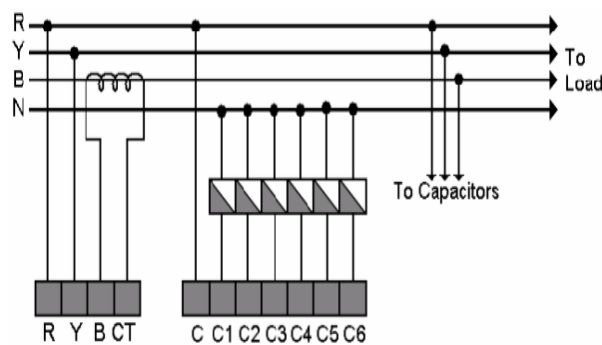 R
Y
B
N
To
Load
To Capacitors
R Y B CT
C C1 C2 C3 C4 C5 C6